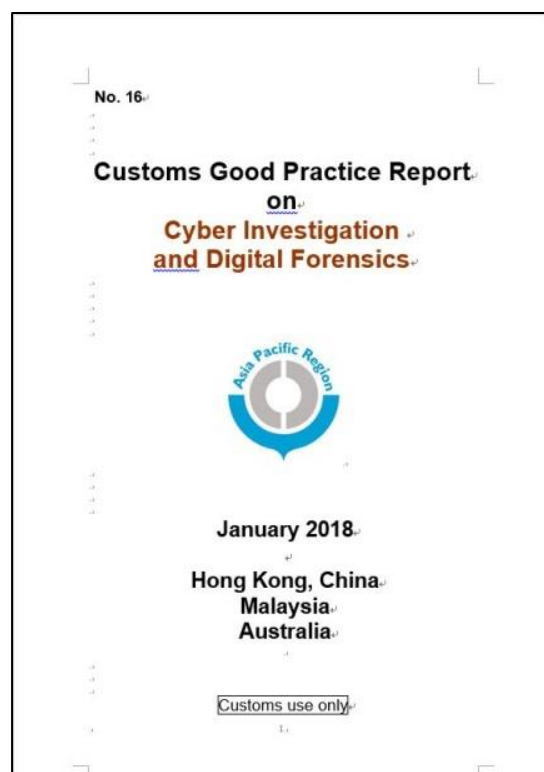 No. 16
Customs Good Practice Report
on
Cyber Investigation
and Digital Forensics
Asia Pacific Region
January 2018
Hong Kong, China
Malaysia
Australia
Customs use only
1